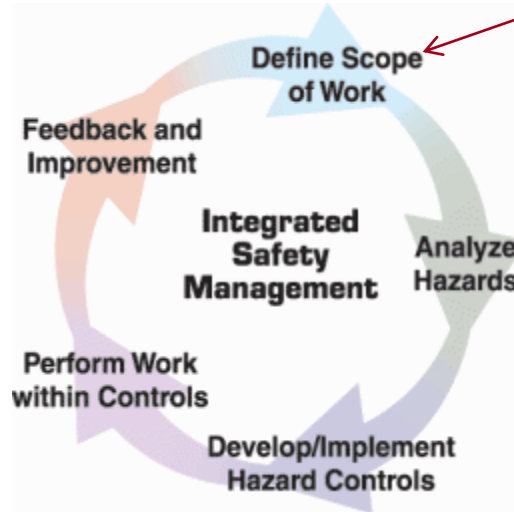 Define Scope
of Work
Feedback and
Improvement
Integrated
Safety
Management
Analyze
Hazards
Perform Work
within Controls
Develop/Implement
Hazard Controls